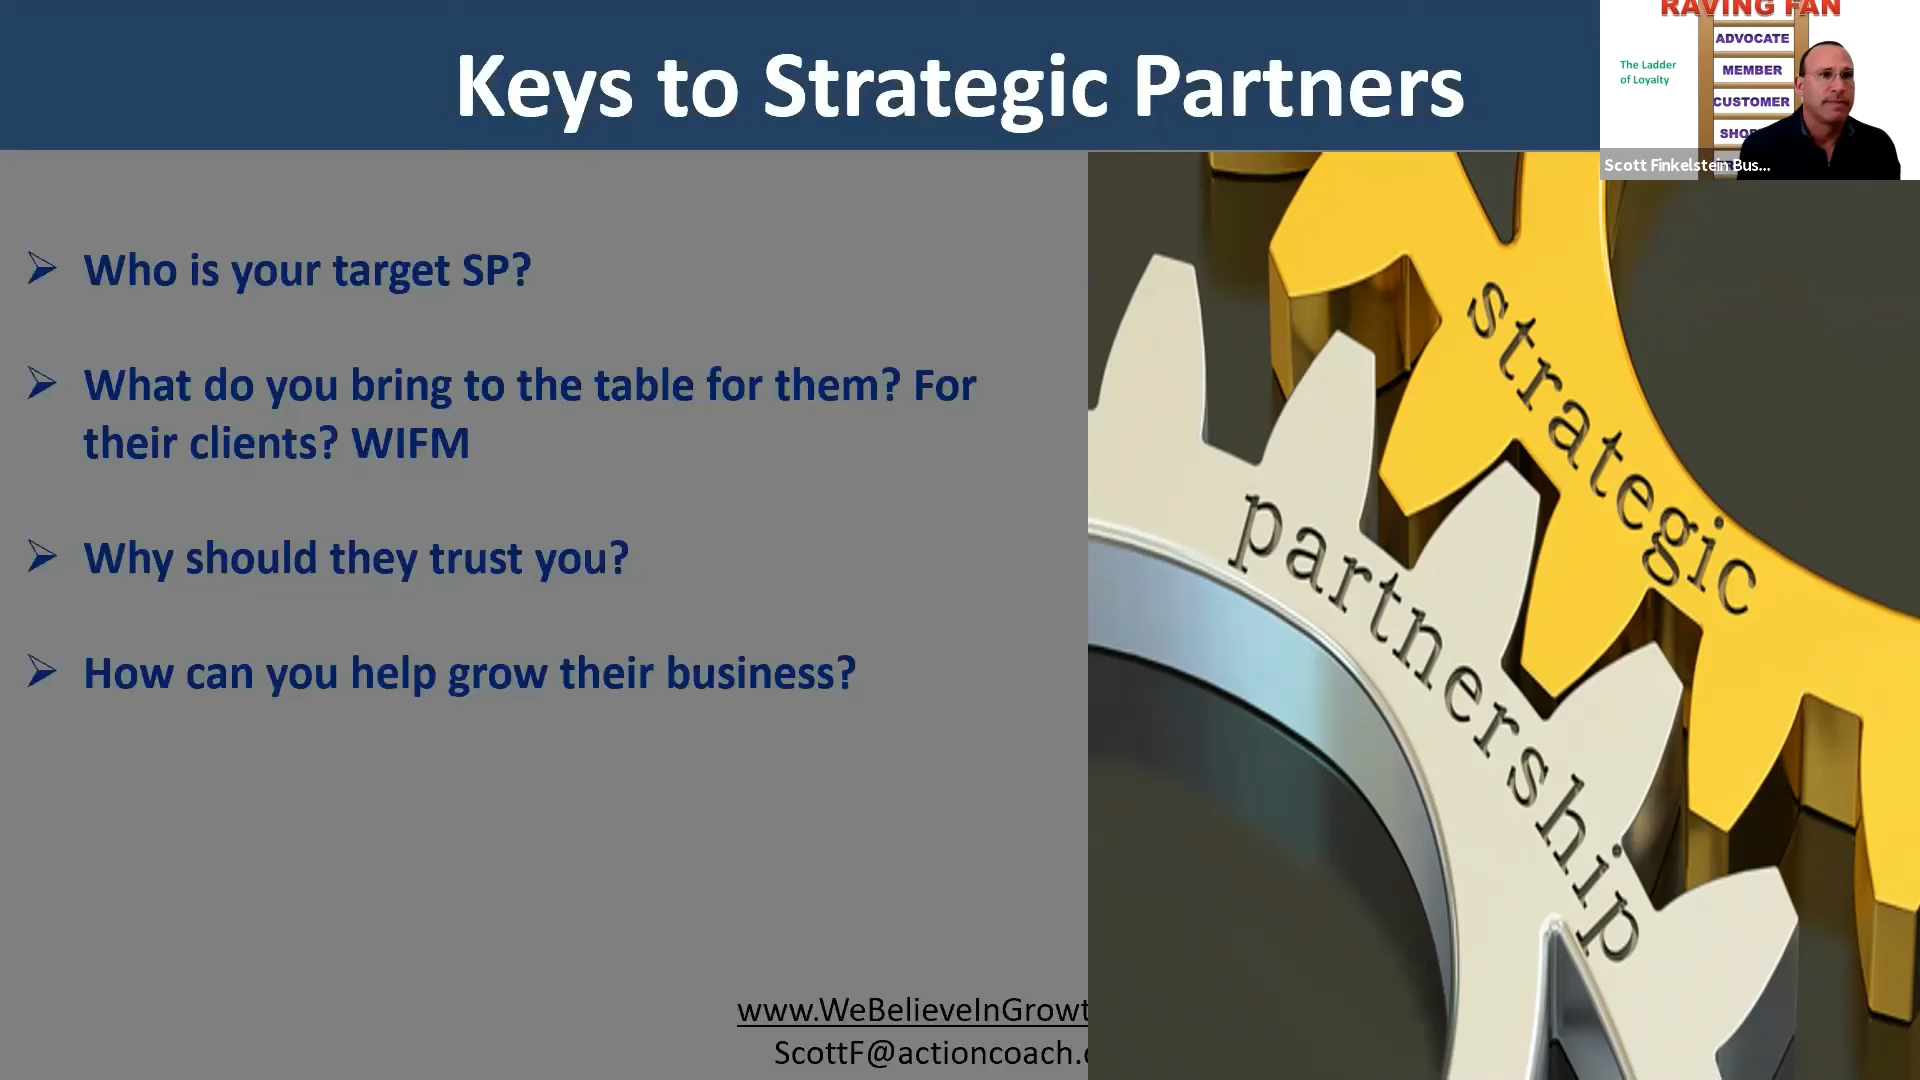 Keys to Strategic Partners
RAVING FAN
ADVOCATE
The Ladder
of Loyalty
MEMBER
CUSTOMER
Scott Finkelstein Bus...
Who is your target SP?
What do you bring to the table for them? For
their clients? WIFM
Why should they trust you?
How can you help grow their business?
strategic
partnership
www.WeBelieveInGrowt
ScottF@actioncoach.